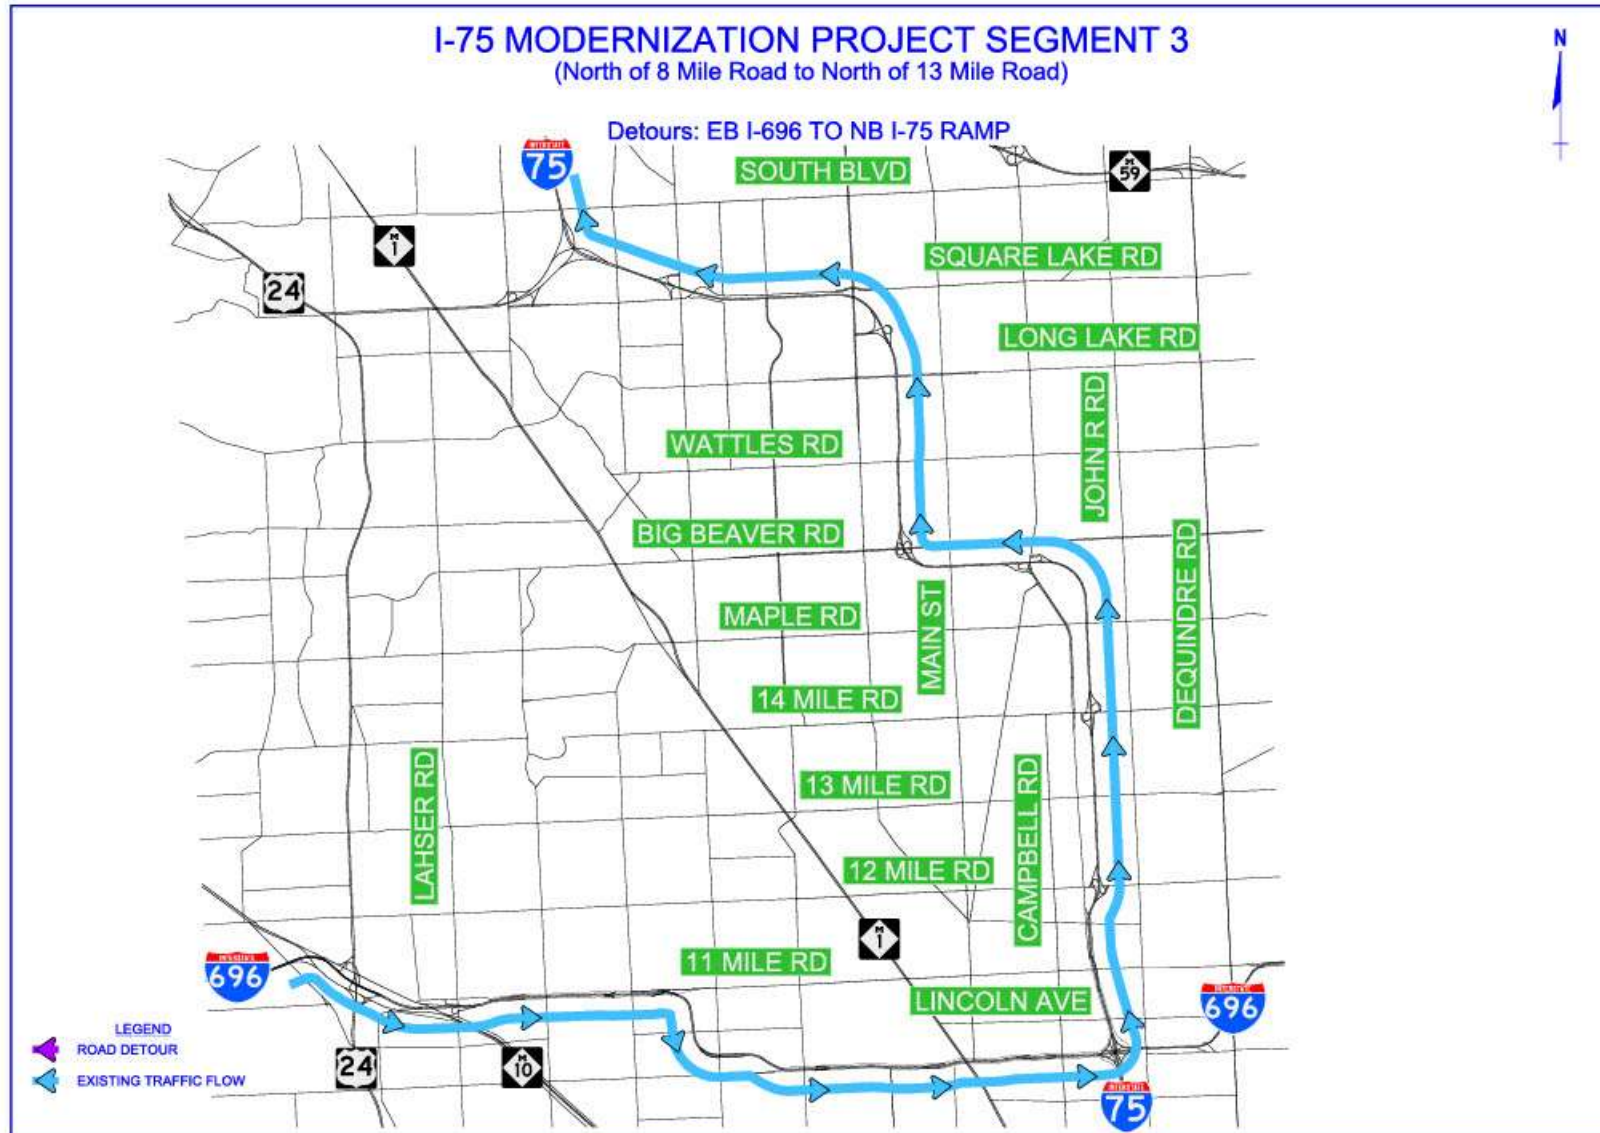 I-75 MODERNIZATION PROJECT SEGMENT 3
(North of 8 Mile Road to North of 13 Mile Road)
N
Detours: EB I-696 TO NB I-75 RAMP
INTERSTATE
75
SOUTH BLVD
M
59
M
1
SQUARE LAKE RD
24
LONG LAKE RD
JOHN R RD
WATTLES RD
BIG BEAVER RD
DEQUINDRE RD
MAPLE RD
MAIN ST
14 MILE RD
LAHSER RD
13 MILE RD
CAMPBELL RD
12 MILE RD
M
1
11 MILE RD
INTERSTATE
696
LINCOLN AVE
INTERSTATE
696
LEGEND
ROAD DETOUR
EXISTING TRAFFIC FLOW
24
M
10
INTERSTATE
75